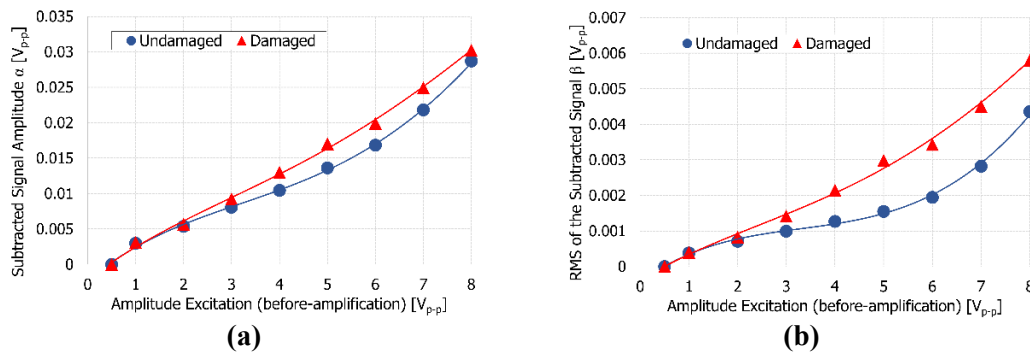 Subtracted Signal Amplitude α [Vp-p]
0.035
0.03
0.025
0.02
0.015
0.01
0.005
0
Undamaged Damaged
0 1 2 3 4 5 6 7 8
Amplitude Excitation (before-amplification) [Vp-p]
(a)
RMS of the Subtracted Signal β [Vp-p]
0.007
0.006
0.005
0.004
0.003
0.002
0.001
0
Undamaged Damaged
0 1 2 3 4 5 6 7 8
Amplitude Excitation (before-amplification) [Vp-p]
(b)